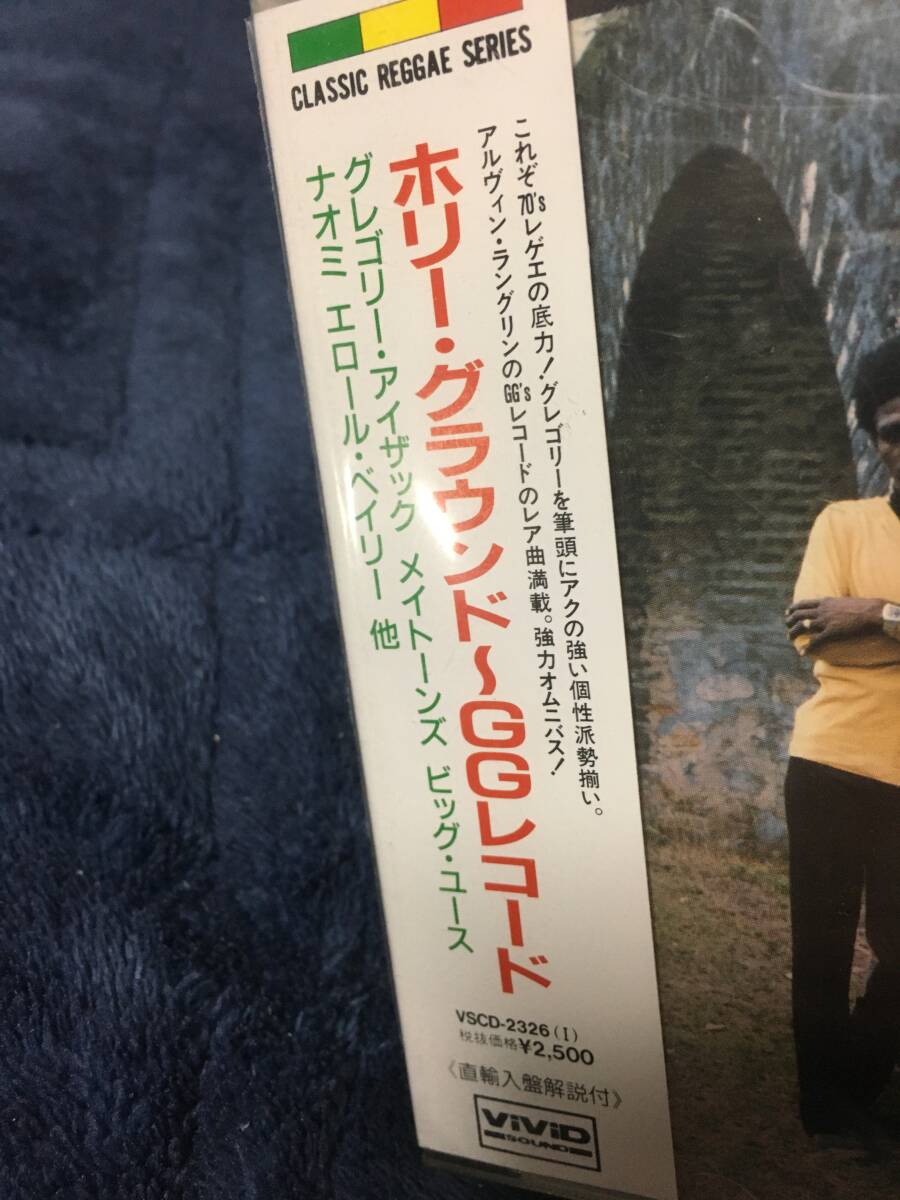 CLASSIC REGGAE SERIES
これぞ70'sレゲエの底力!グレゴリーを筆頭にアクの強い個性派勢揃い。
アルヴィン・ラングリンのGG'sレコードのレア曲満載。強力オムニバス!
ホリー・グラウンド〜GGレコード
グレゴリー・アイザック メイトーンズ ビッグ・ユース
ナオミ エロール・ベイリー 他
VSCD-2326(I)
税抜価格¥2,500
《直輸入盤解説付》
ViViD
SOUND